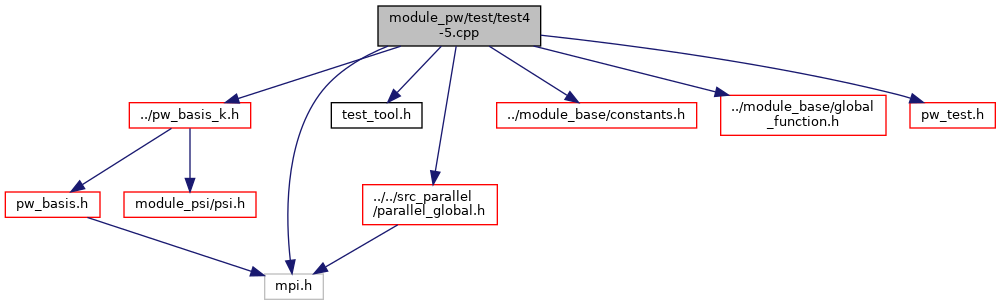 module_pw/test/test4
-5.cpp
../pw_basis_k.h
test_tool.h
../module_base/constants.h
../module_base/global
_function.h
pw_test.h
pw_basis.h
module_psi/psi.h
../../src_parallel
/parallel_global.h
mpi.h